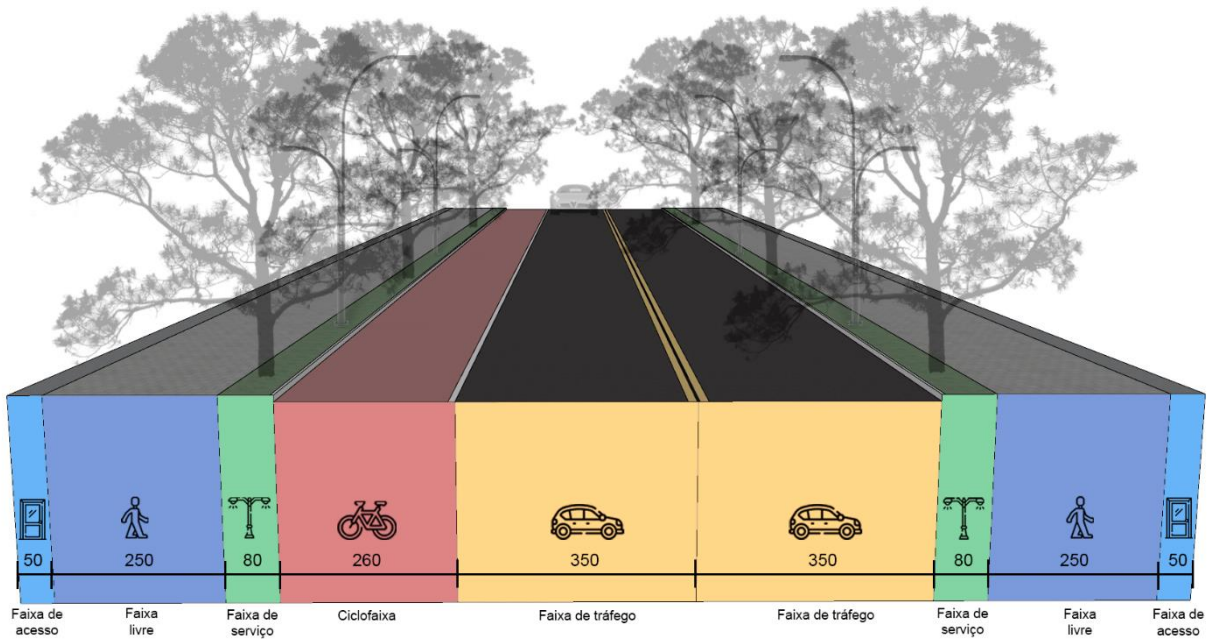 50 250 80 260 350 350 80 250 50
Faixa de acesso
Faixa livre
Faixa de serviço
Ciclofaixa
Faixa de tráfego
Faixa de tráfego
Faixa de serviço
Faixa livre
Faixa de acesso